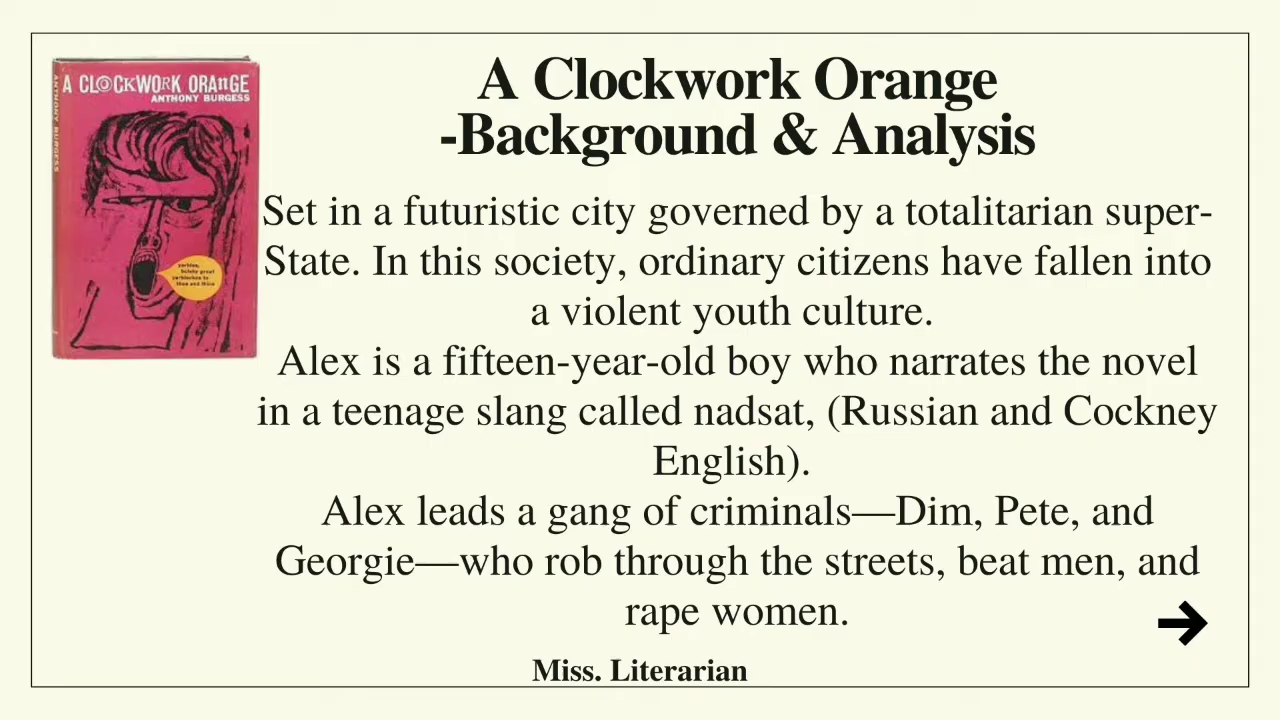 A CLOCKWORK ORANGE
ANTHONY BURGESS
ANTHONY BURGESS
A Clockwork Orange
-Background & Analysis
Set in a futuristic city governed by a totalitarian super-
State. In this society, ordinary citizens have fallen into
a violent youth culture.
Alex is a fifteen-year-old boy who narrates the novel
in a teenage slang called nadsat, (Russian and Cockney
English).
Alex leads a gang of criminals—Dim, Pete, and
Georgie—who rob through the streets, beat men, and
rape women.
Miss. Literarian